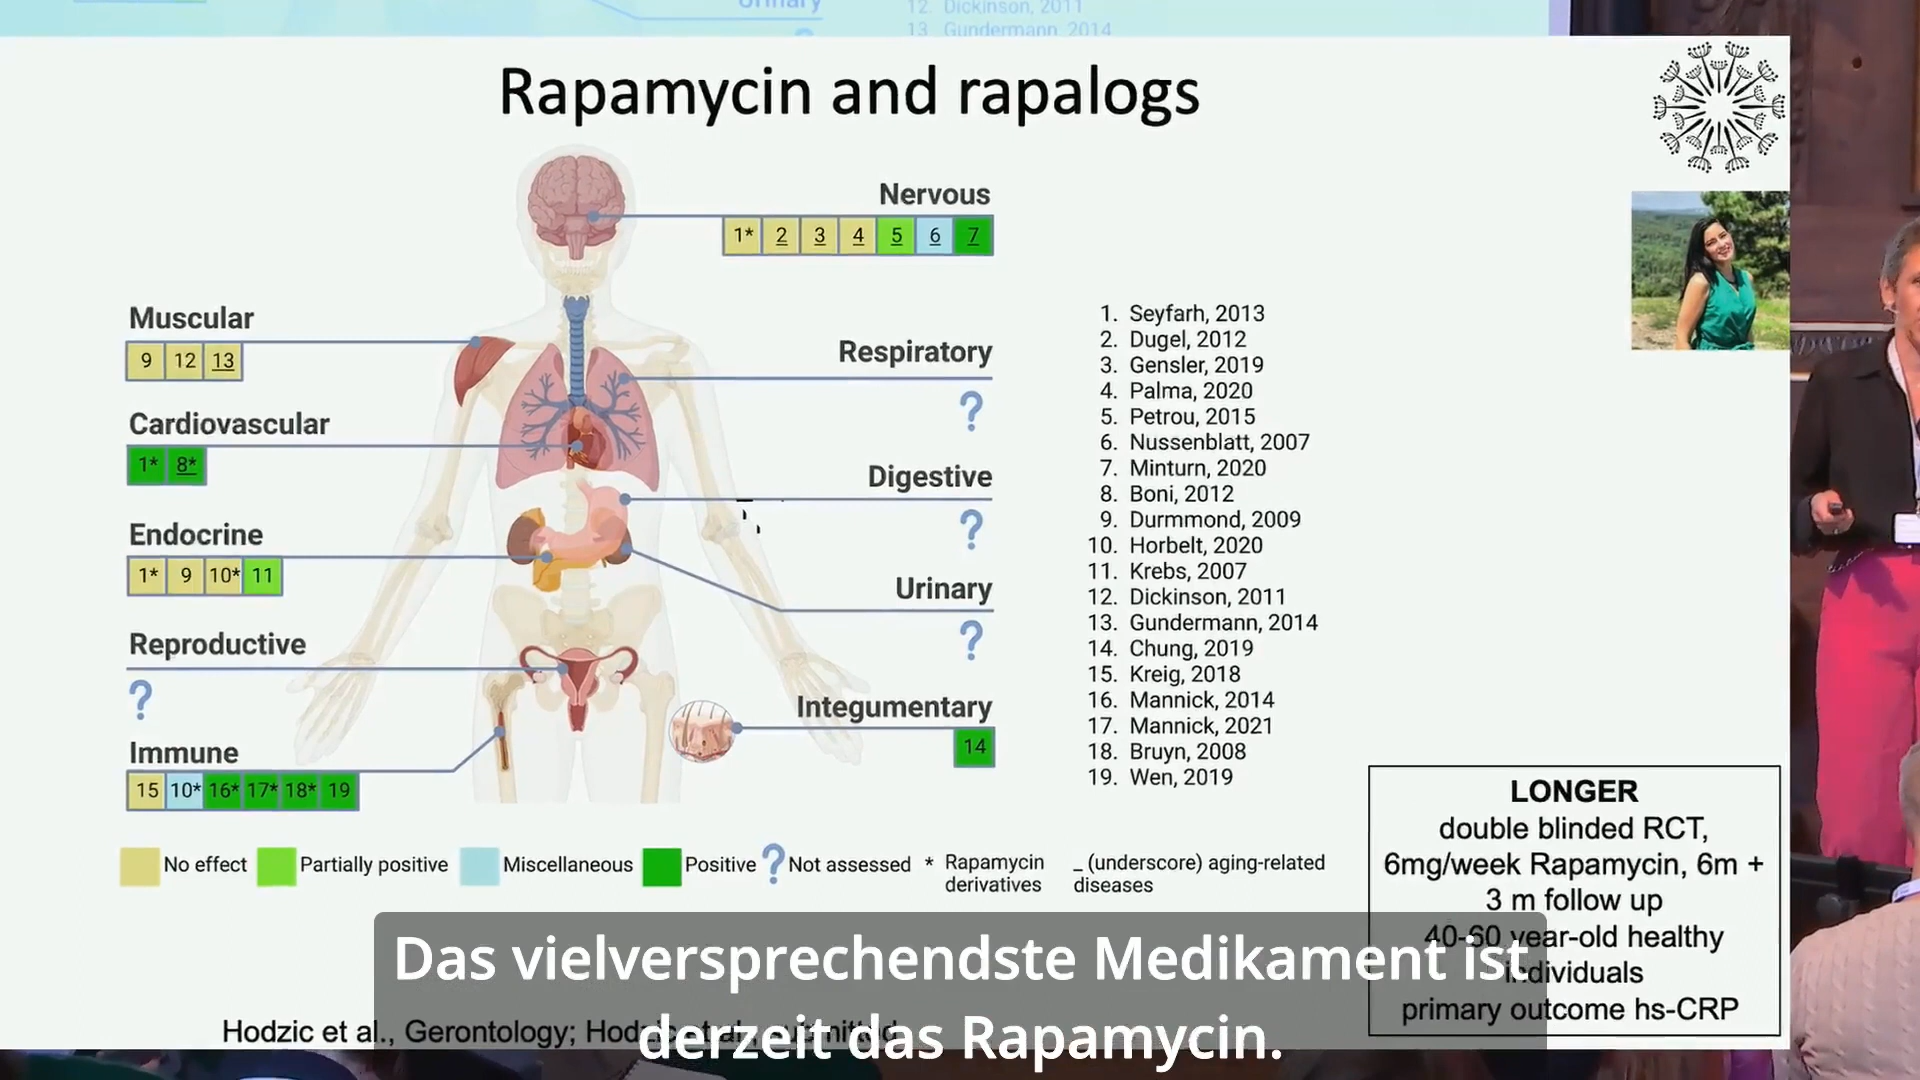 Urinary
12. Dickinson, 2011
13 Gundermann, 2014
Rapamycin and rapalogs
Nervous
1* 2 3 4 5 6 7
Muscular
9 12 13
Respiratory
?
Cardiovascular
1* 8*
Digestive
?
Endocrine
1* 9 10* 11
Urinary
?
Reproductive
?
Integumentary
14
Immune
15 10* 16* 17* 18* 19
1. Seyfarh, 2013
2. Dugel, 2012
3. Gensler, 2019
4. Palma, 2020
5. Petrou, 2015
6. Nussenblatt, 2007
7. Minturn, 2020
8. Boni, 2012
9. Durmmond, 2009
10. Horbelt, 2020
11. Krebs, 2007
12. Dickinson, 2011
13. Gundermann, 2014
14. Chung, 2019
15. Kreig, 2018
16. Mannick, 2014
17. Mannick, 2021
18. Bruyn, 2008
19. Wen, 2019
No effect Partially positive Miscellaneous Positive ? Not assessed * Rapamycin derivatives _ (underscore) aging-related diseases
LONGER
double blinded RCT,
6mg/week Rapamycin, 6m +
3 m follow up
40-60 year-old healthy
individuals
primary outcome hs-CRP
Hodzic et al., Gerontology; Hodzic et al., submitted
Das vielversprechendste Medikament ist
derzeit das Rapamycin.